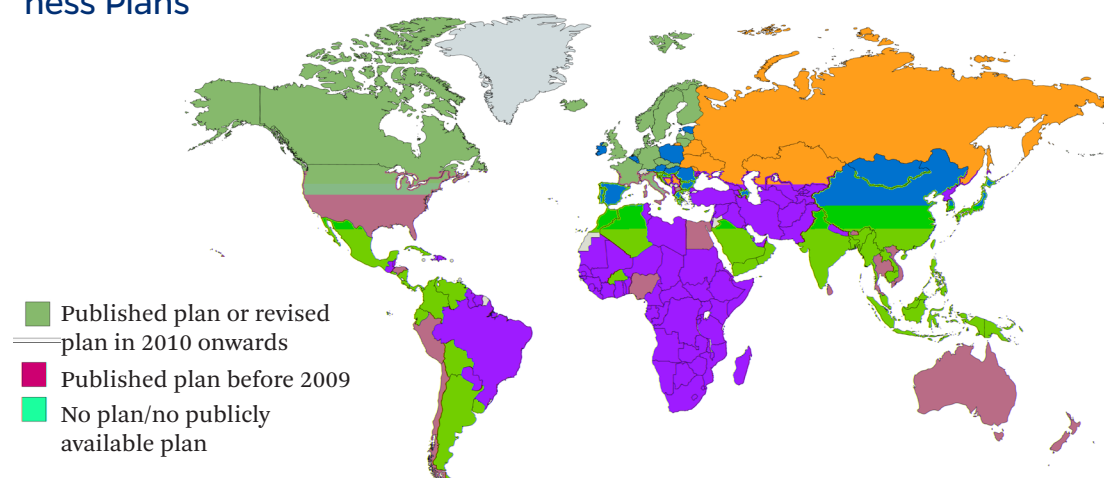 ness Plans
Published plan or revised
plan in 2010 onwards
Published plan before 2009
No plan/no publicly
available plan